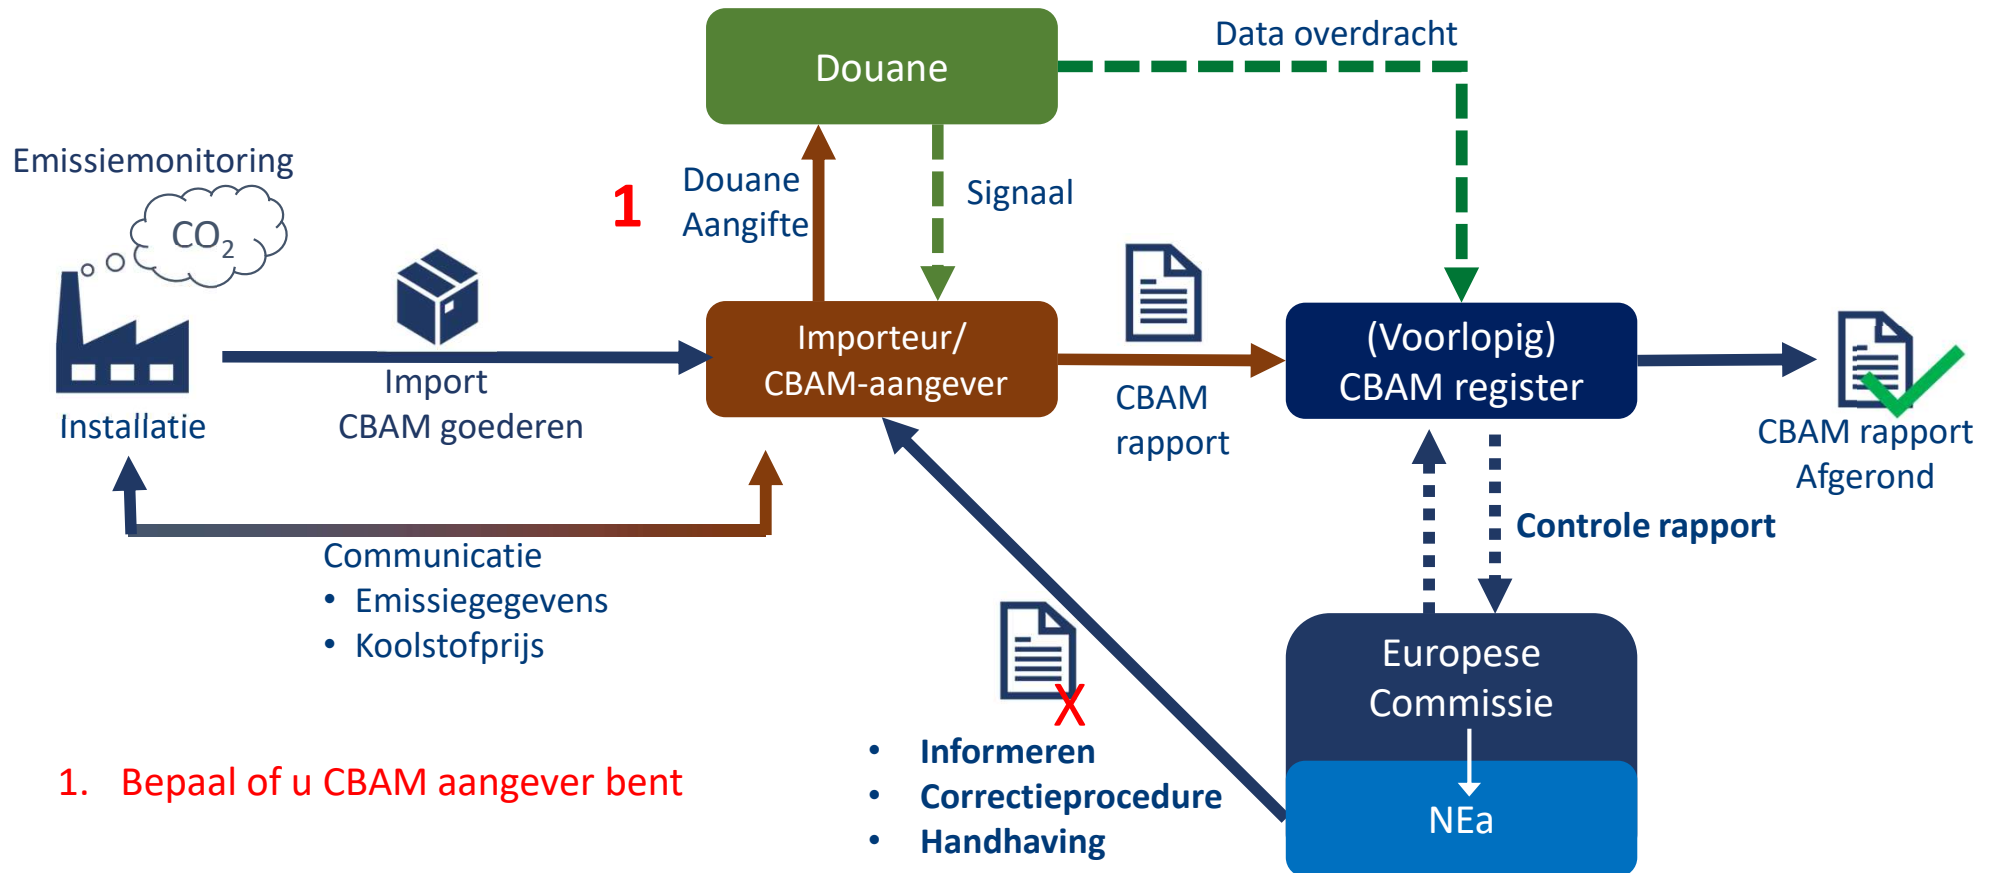 Douane
Data overdracht
Emissiemonitoring
CO2
1
Douane
Aangifte
Signaal
Installatie
Import
CBAM goederen
Importeur/
CBAM-aangever
CBAM
rapport
(Voorlopig)
CBAM register
CBAM rapport
Afgerond
Controle rapport
Communicatie
• Emissiegegevens
• Koolstofprijs
X
• Informeren
• Correctieprocedure
• Handhaving
Europese
Commissie
NEa
1. Bepaal of u CBAM aangever bent